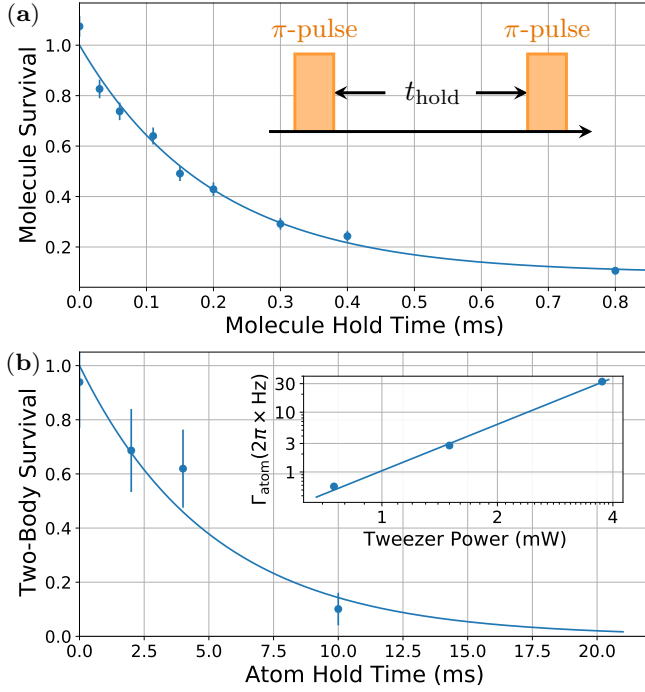 (a)
π-pulse π-pulse
t_hold
Molecule Survival
1.0
0.8
0.6
0.4
0.2
0.0 0.1 0.2 0.3 0.4 0.5 0.6 0.7 0.8
Molecule Hold Time (ms)
(b)
Two-Body Survival
1.0
0.8
0.6
0.4
0.2
0.0
Γ_atom(2π × Hz)
30
10
3
1
1 2 4
Tweezer Power (mW)
0.0 2.5 5.0 7.5 10.0 12.5 15.0 17.5 20.0
Atom Hold Time (ms)